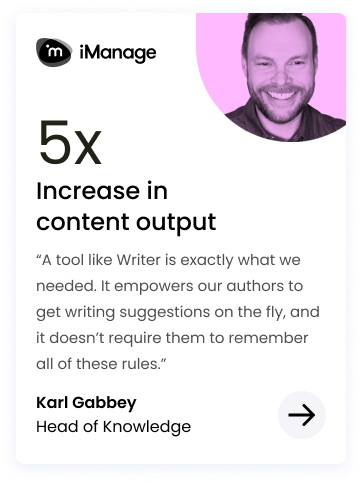 im iManage
5x
Increase in
content output
“A tool like Writer is exactly what we
needed. It empowers our authors to
get writing suggestions on the fly, and
it doesn’t require them to remember
all of these rules.”
Karl Gabbey
Head of Knowledge